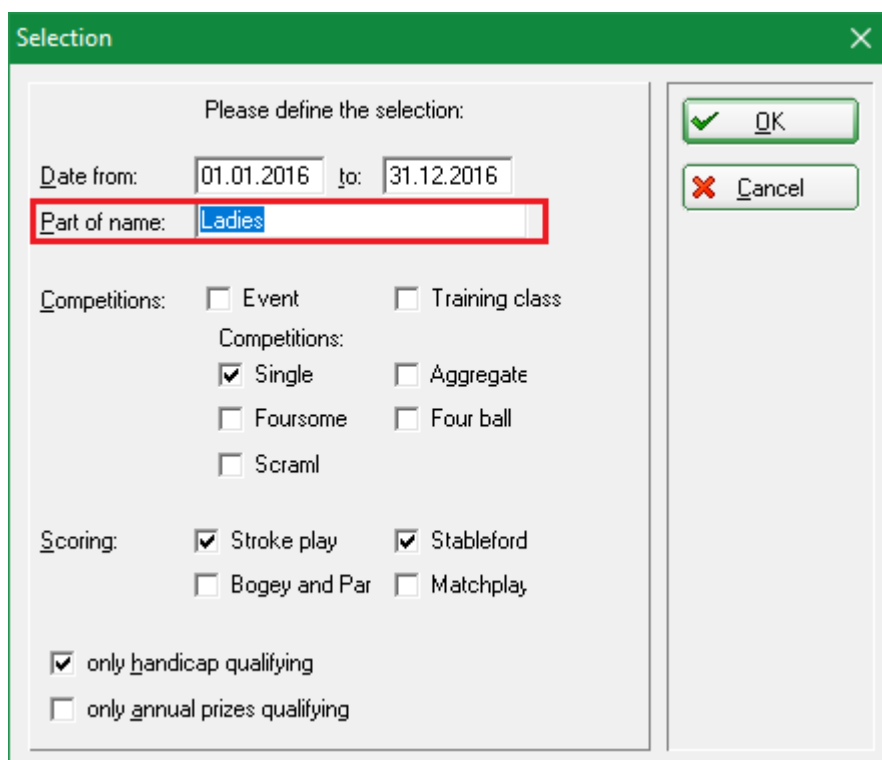 Selection
Please define the selection:
Date from: 01.01.2016 to: 31.12.2016
Part of name: Ladies
Competitions: Event Training class
Competitions:
Single Aggregate
Foursome Four ball
Scraml
Scoring: Stroke play Stableford
Bogey and Par Matchplay
only handicap qualifying
only annual prizes qualifying
OK
Cancel